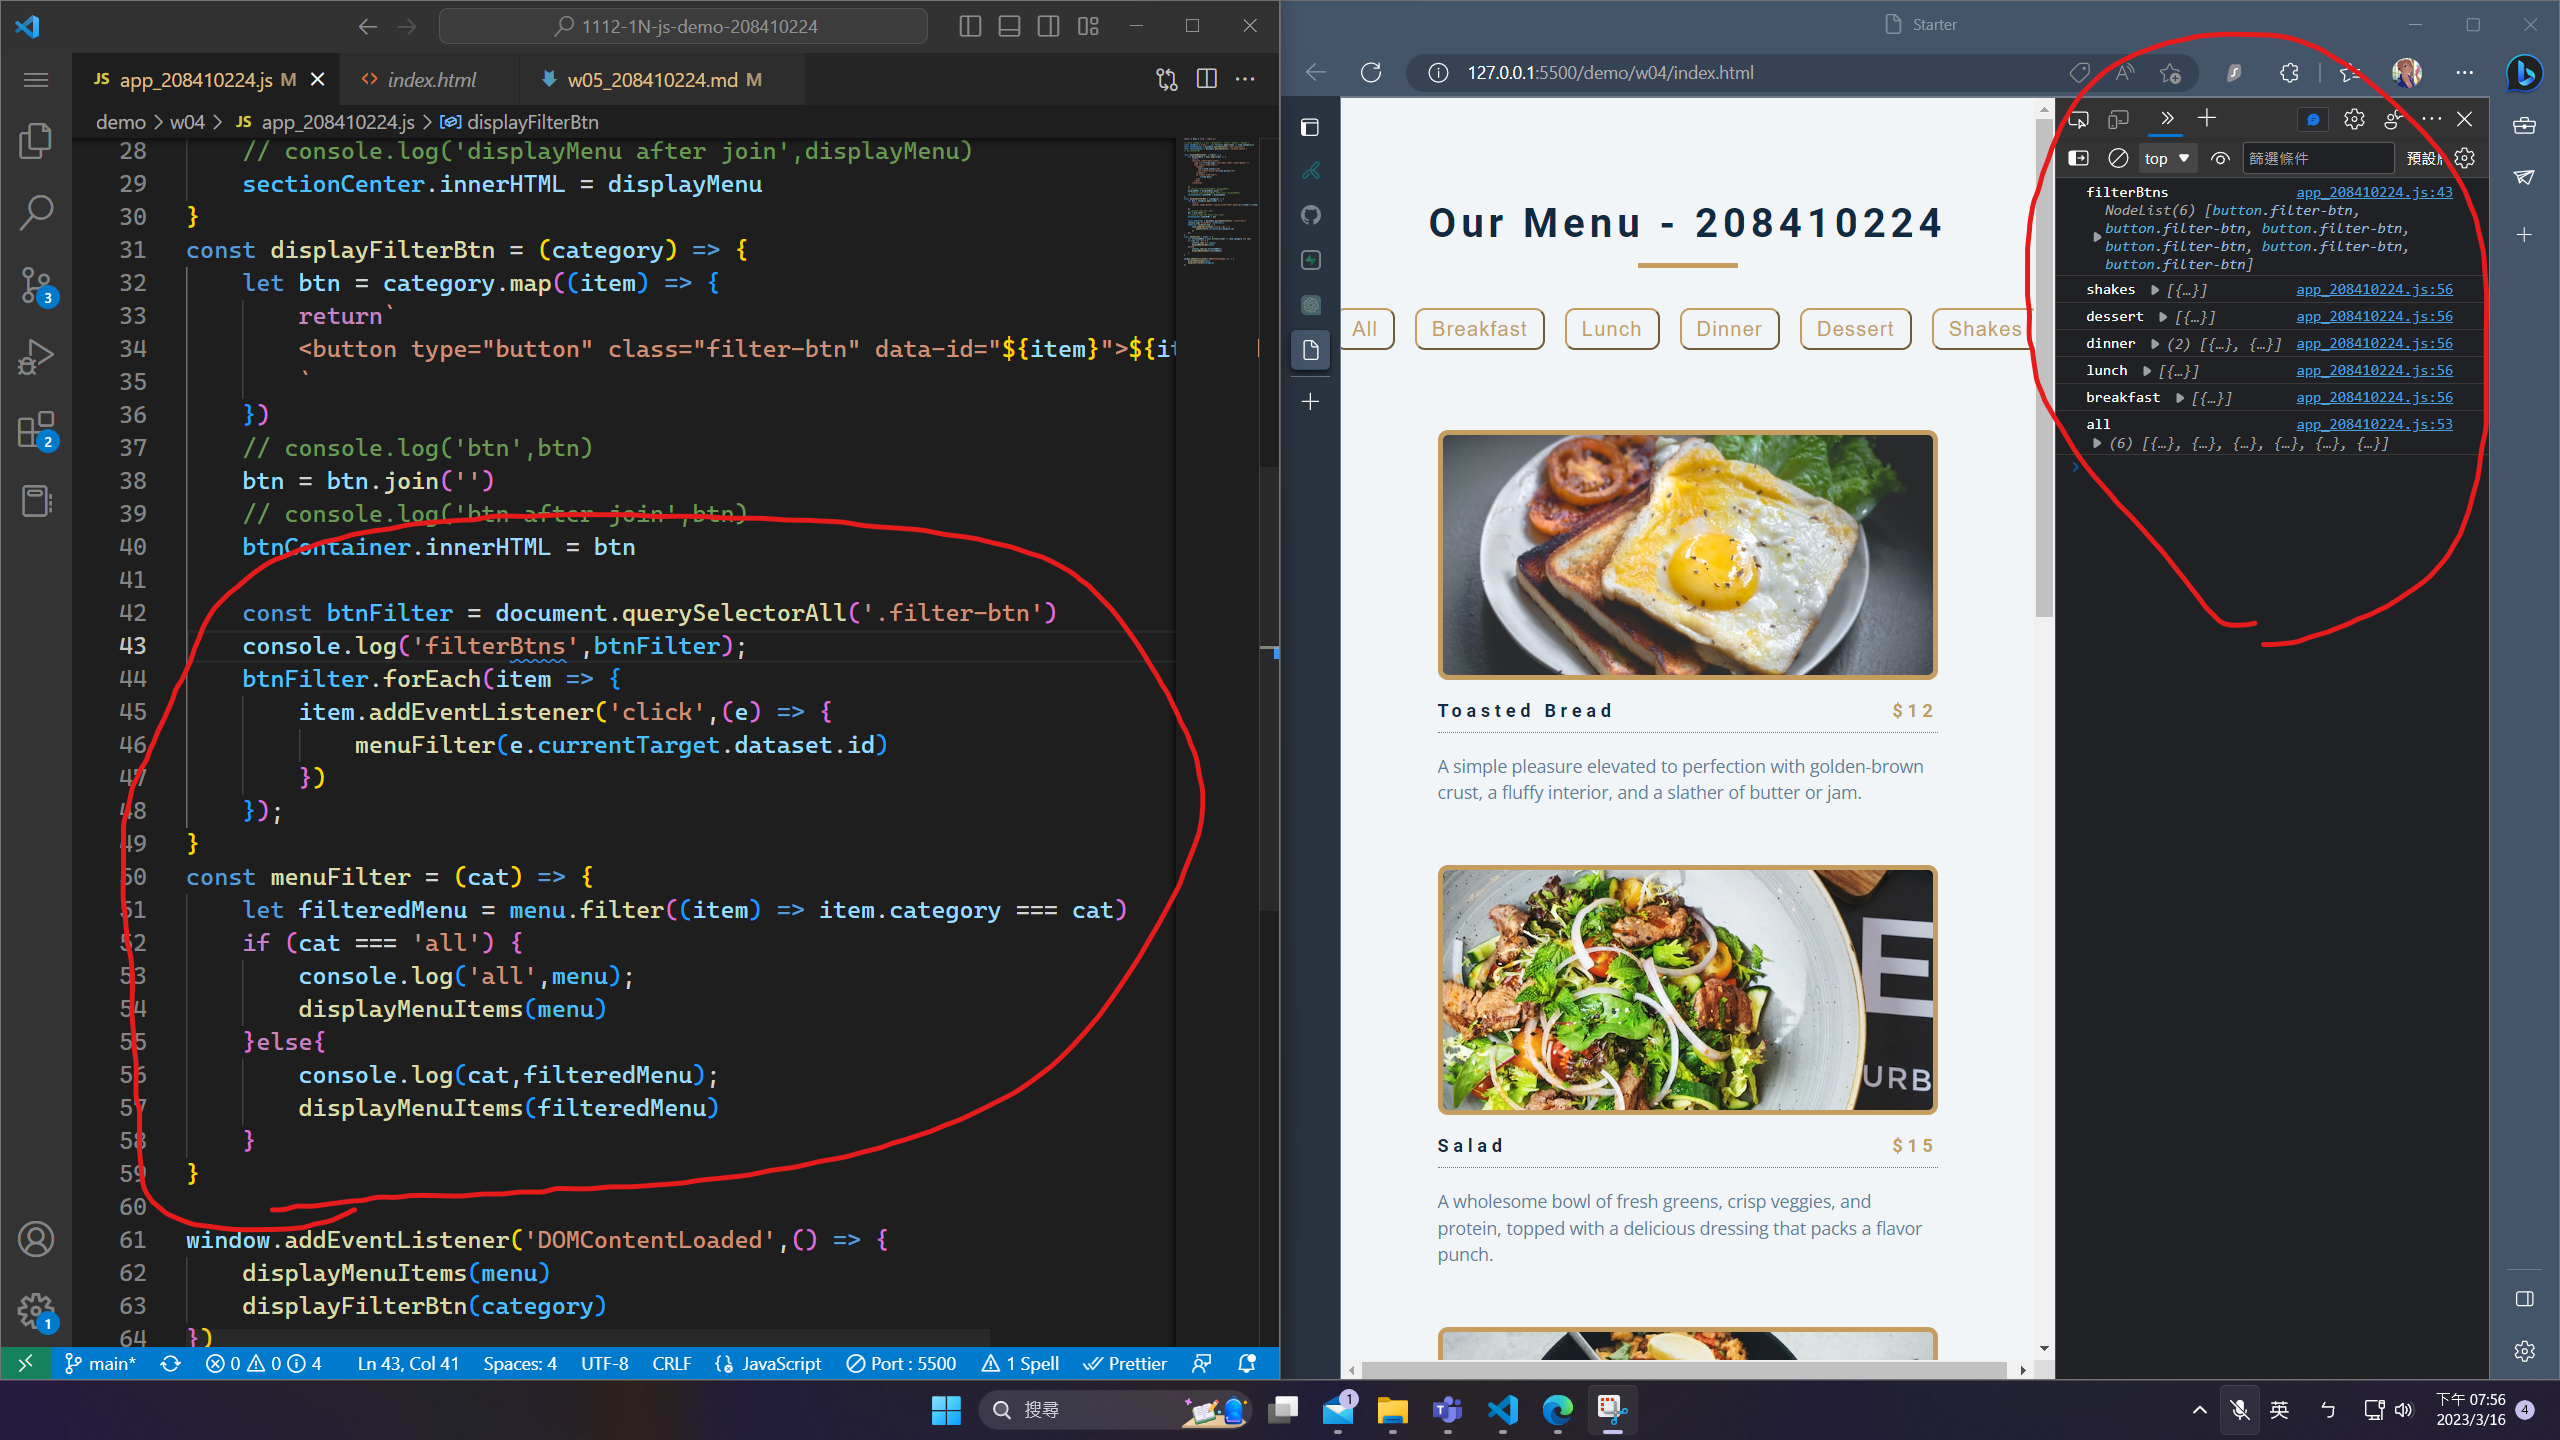 1112-1N-js-demo-208410224
JS app_208410224.js M
<> index.html
w05_208410224.md M
demo > w04 > JS app_208410224.js > displayFilterBtn
28 // console.log('displayMenu after join',displayMenu)
29 sectionCenter.innerHTML = displayMenu
30 }
31 const displayFilterBtn = (category) => {
32 let btn = category.map((item) => {
33 return`
34 <button type="button" class="filter-btn" data-id="${item}">${it
35 `
36 })
37 // console.log('btn',btn)
38 btn = btn.join('')
39 // console.log('btn after join',btn)
40 btnContainer.innerHTML = btn
41
42 const btnFilter = document.querySelectorAll('.filter-btn')
43 console.log('filterBtns',btnFilter);
44 btnFilter.forEach(item => {
45 item.addEventListener('click',(e) => {
46 menuFilter(e.currentTarget.dataset.id)
47 })
48 });
49 }
50 const menuFilter = (cat) => {
51 let filteredMenu = menu.filter((item) => item.category === cat)
52 if (cat === 'all') {
53 console.log('all',menu);
54 displayMenuItems(menu)
55 }else{
56 console.log(cat,filteredMenu);
57 displayMenuItems(filteredMenu)
58 }
59 }
60
61 window.addEventListener('DOMContentLoaded',() => {
62 displayMenuItems(menu)
63 displayFilterBtn(category)
64 })
3
2
1
main* 0 0 4 Ln 43, Col 41 Spaces: 4 UTF-8 CRLF JavaScript Port : 5500 1 Spell Prettier
Starter
127.0.0.1:5500/demo/w04/index.html
Our Menu - 208410224
All Breakfast Lunch Dinner Dessert Shakes
Toasted Bread $12
A simple pleasure elevated to perfection with golden-brown
crust, a fluffy interior, and a slather of butter or jam.
E
URB
Salad $15
A wholesome bowl of fresh greens, crisp veggies, and
protein, topped with a delicious dressing that packs a flavor
punch.
top ▼ 篩選條件 預設
filterBtns app_208410224.js:43
NodeList(6) [button.filter-btn,
button.filter-btn, button.filter-btn,
button.filter-btn, button.filter-btn,
button.filter-btn]
shakes ▶ [{…}] app_208410224.js:56
dessert ▶ [{…}] app_208410224.js:56
dinner ▶ (2) [{…}, {…}] app_208410224.js:56
lunch ▶ [{…}] app_208410224.js:56
breakfast ▶ [{…}] app_208410224.js:56
all app_208410224.js:53
▶ (6) [{…}, {…}, {…}, {…}, {…}, {…}]
搜尋
1
英 ㄅ
下午 07:56
2023/3/16
4